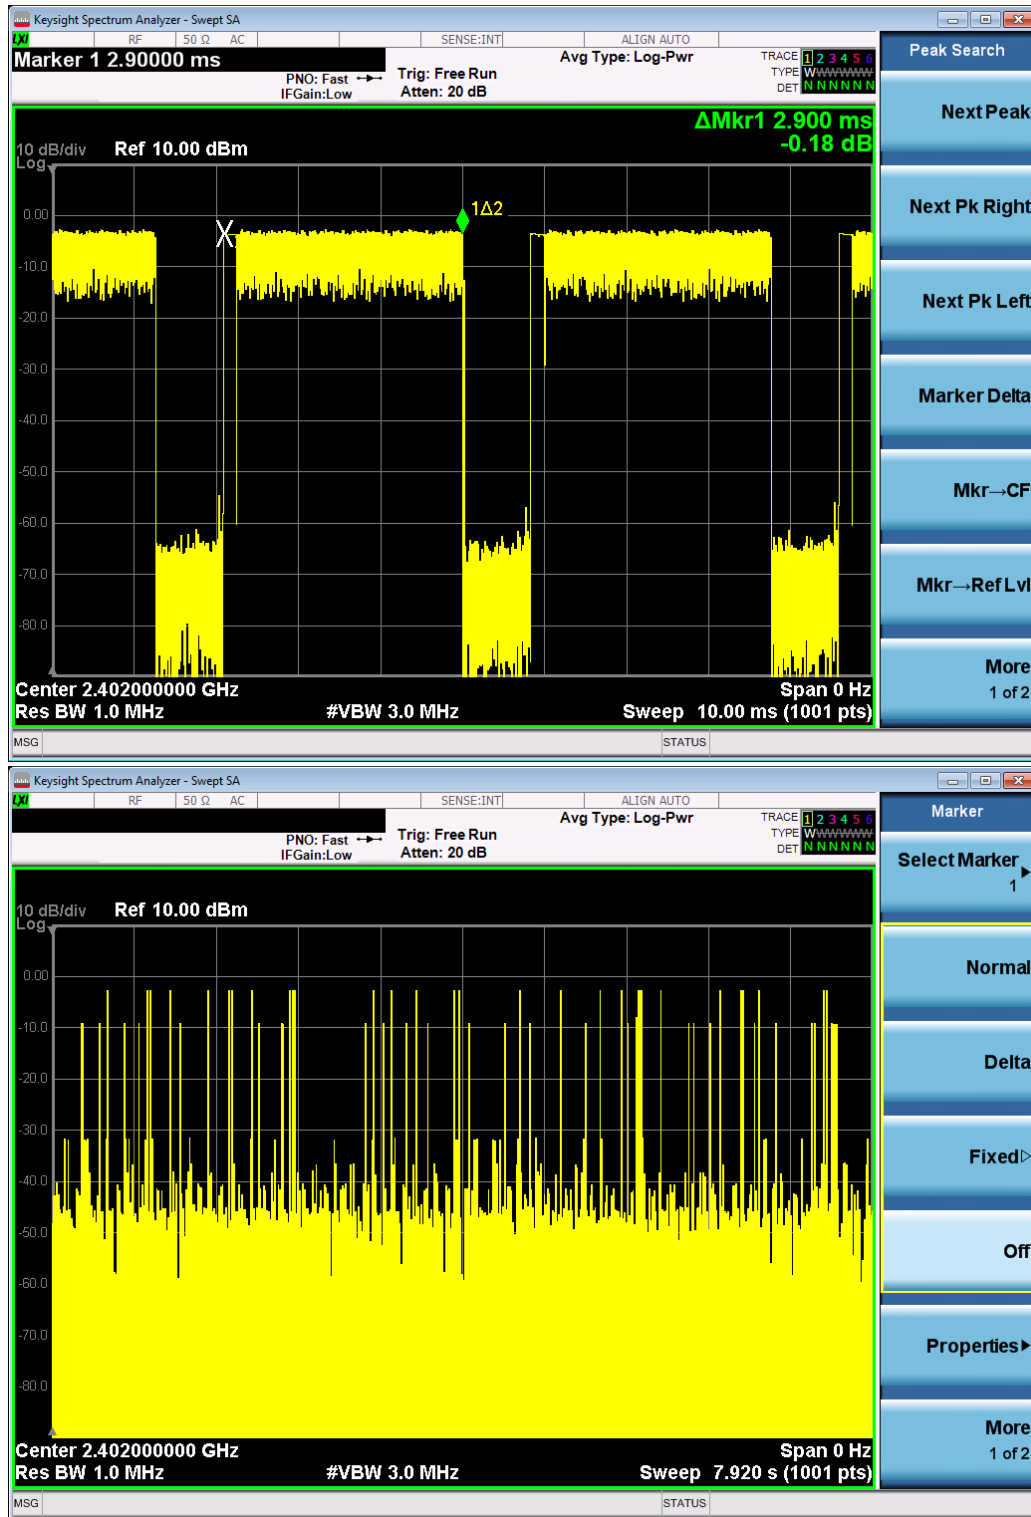 Keysight Spectrum Analyzer - Swept SA
LXI RF 50 Ω AC SENSE:INT ALIGN AUTO
Marker 1 2.90000 ms
Avg Type: Log-Pwr
TRACE 1 2 3 4 5 6
PNO: Fast Trig: Free Run
TYPE WWWWWW
IFGain:Low Atten: 20 dB
DET N N N N N N
Peak Search
ΔMkr1 2.900 ms
-0.18 dB
10 dB/div Ref 10.00 dBm
Log
1Δ2
X
0.00
-10.0
-20.0
-30.0
-40.0
-50.0
-60.0
-70.0
-80.0
Center 2.402000000 GHz Span 0 Hz
Res BW 1.0 MHz #VBW 3.0 MHz Sweep 10.00 ms (1001 pts)
MSG STATUS
Next Peak
Next Pk Right
Next Pk Left
Marker Delta
Mkr→CF
Mkr→Ref Lvl
More
1 of 2
Keysight Spectrum Analyzer - Swept SA
LXI RF 50 Ω AC SENSE:INT ALIGN AUTO
Avg Type: Log-Pwr
TRACE 1 2 3 4 5 6
PNO: Fast Trig: Free Run
TYPE WWWWWW
IFGain:Low Atten: 20 dB
DET N N N N N N
Marker
10 dB/div Ref 10.00 dBm
Log
0.00
-10.0
-20.0
-30.0
-40.0
-50.0
-60.0
-70.0
-80.0
Center 2.402000000 GHz Span 0 Hz
Res BW 1.0 MHz #VBW 3.0 MHz Sweep 7.920 s (1001 pts)
MSG STATUS
Select Marker
1
Normal
Delta
Fixed
Off
Properties
More
1 of 2